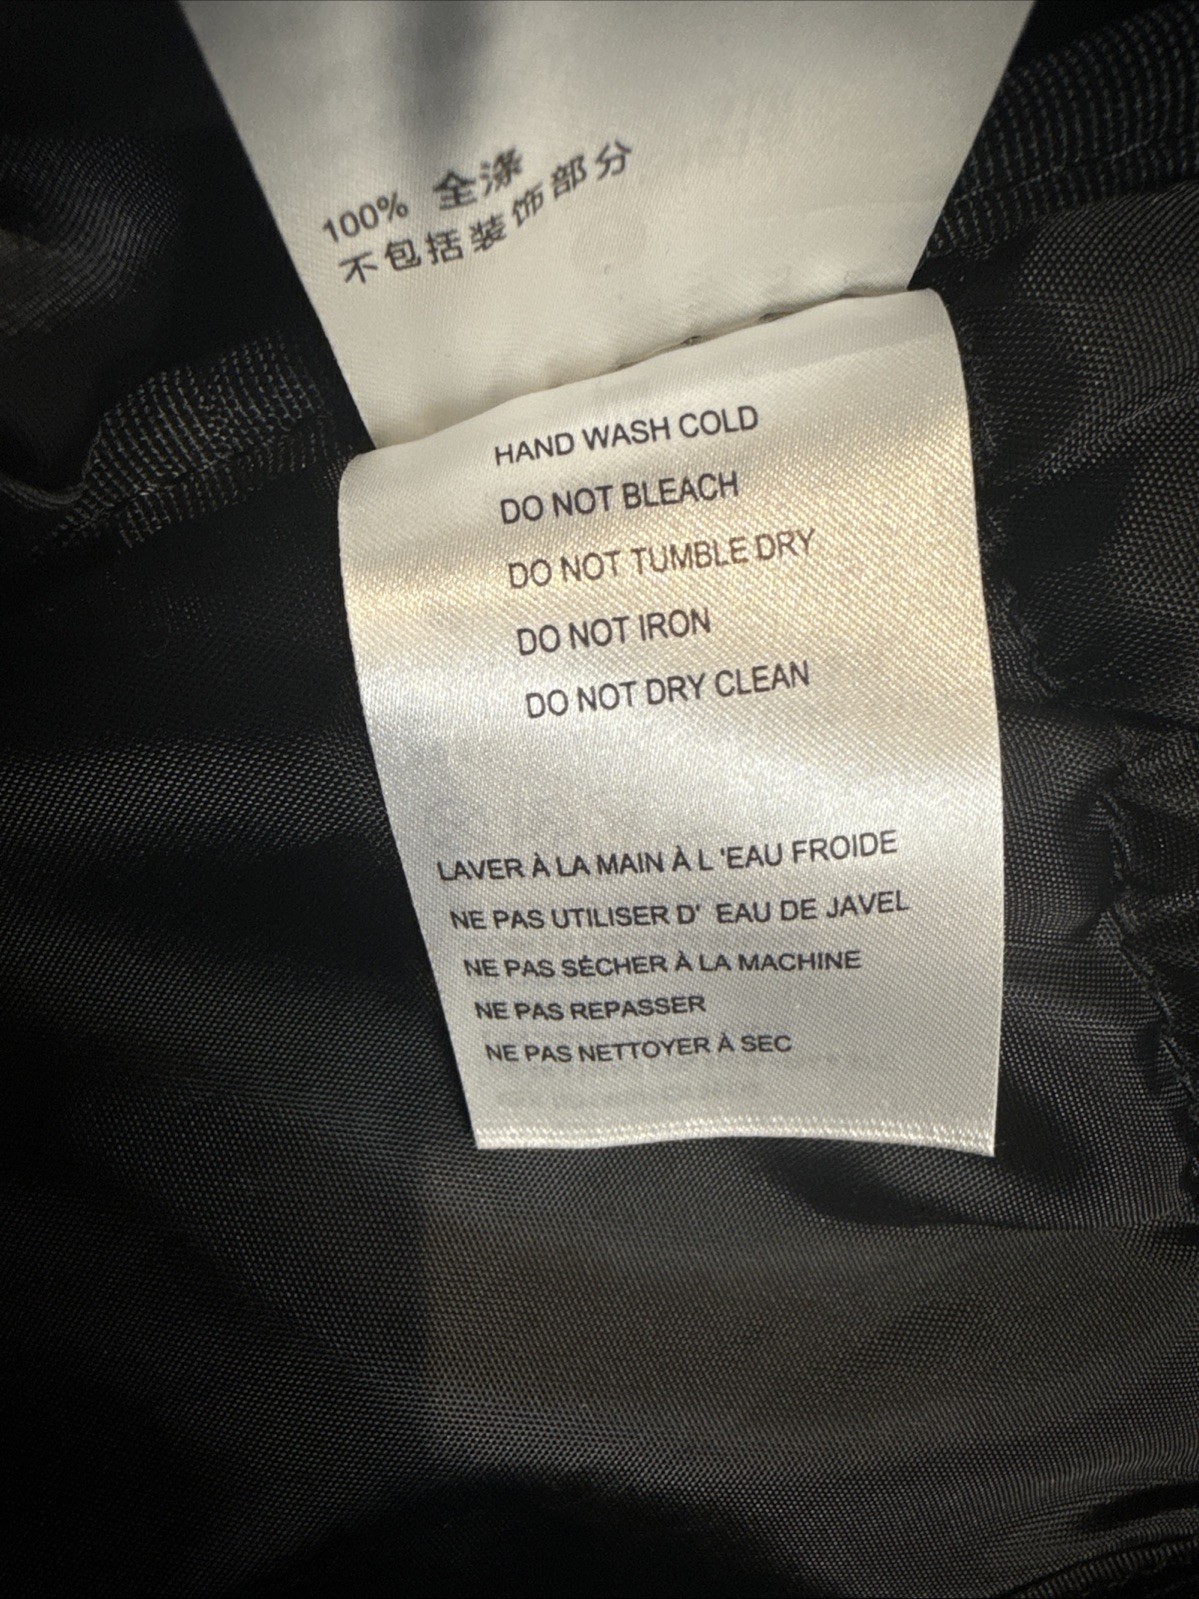 100% 全涤
不包括装饰部分
HAND WASH COLD
DO NOT BLEACH
DO NOT TUMBLE DRY
DO NOT IRON
DO NOT DRY CLEAN
LAVER À LA MAIN À L 'EAU FROIDE
NE PAS UTILISER D' EAU DE JAVEL
NE PAS SÉCHER À LA MACHINE
NE PAS REPASSER
NE PAS NETTOYER À SEC